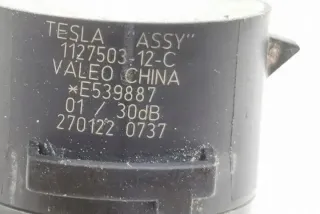 TESLA "ASSY"
1127503-12-C
VALEO CHINA
*E539887
01 / 30dB
270122 0737